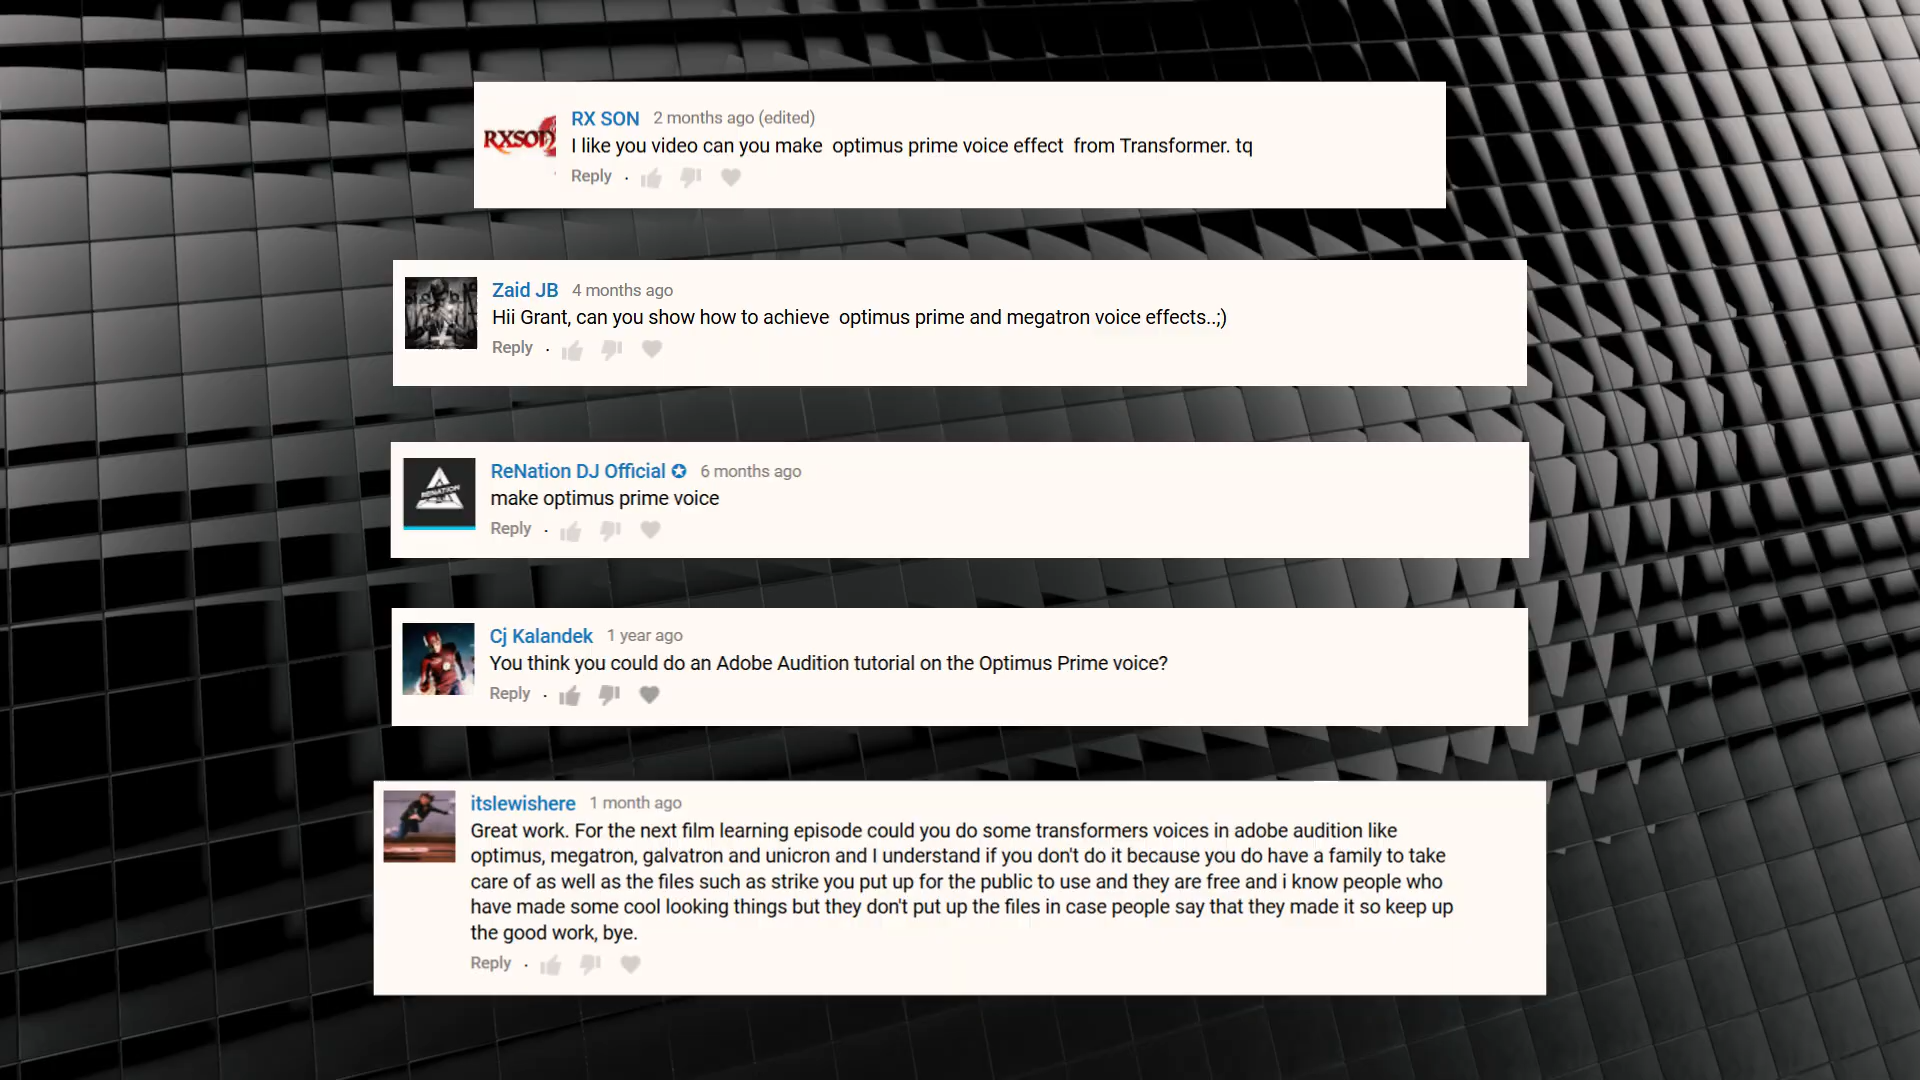 RXSON
RX SON 2 months ago (edited)
I like you video can you make optimus prime voice effect from Transformer. tq
Reply ·
Zaid JB 4 months ago
Hii Grant, can you show how to achieve optimus prime and megatron voice effects..;)
Reply ·
RENATION
ReNation DJ Official 6 months ago
make optimus prime voice
Reply ·
Cj Kalandek 1 year ago
You think you could do an Adobe Audition tutorial on the Optimus Prime voice?
Reply ·
itslewishere 1 month ago
Great work. For the next film learning episode could you do some transformers voices in adobe audition like
optimus, megatron, galvatron and unicron and I understand if you don't do it because you do have a family to take
care of as well as the files such as strike you put up for the public to use and they are free and i know people who
have made some cool looking things but they don't put up the files in case people say that they made it so keep up
the good work, bye.
Reply ·